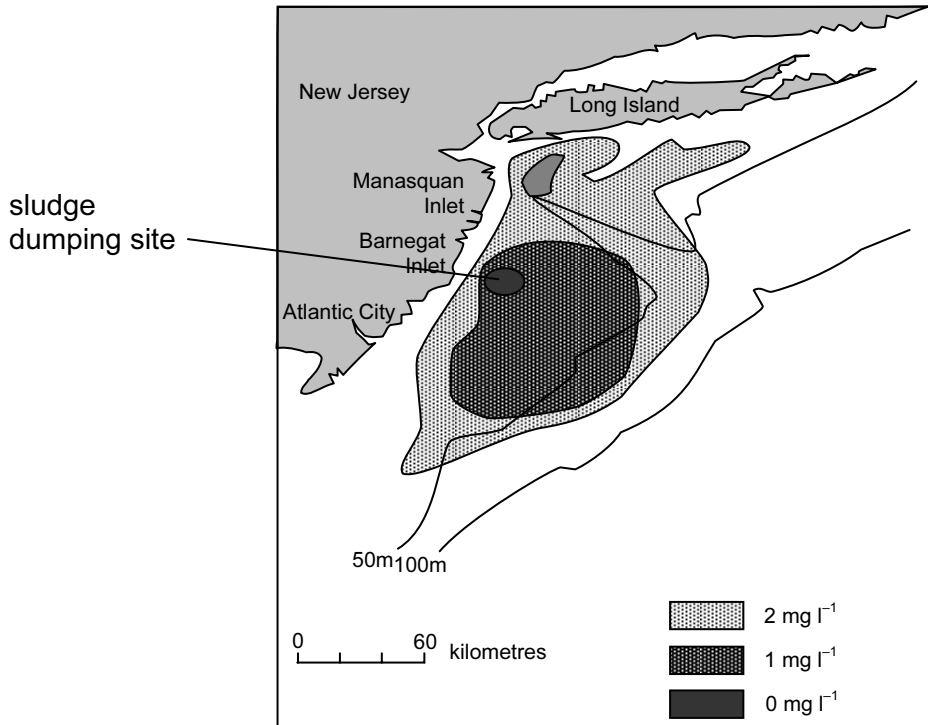 New Jersey
Long Island
Manasquan
Inlet
sludge
dumping site
Barnegat
Inlet
Atlantic City
50m
100m
0
60
kilometres
2 mg l⁻¹
1 mg l⁻¹
0 mg l⁻¹